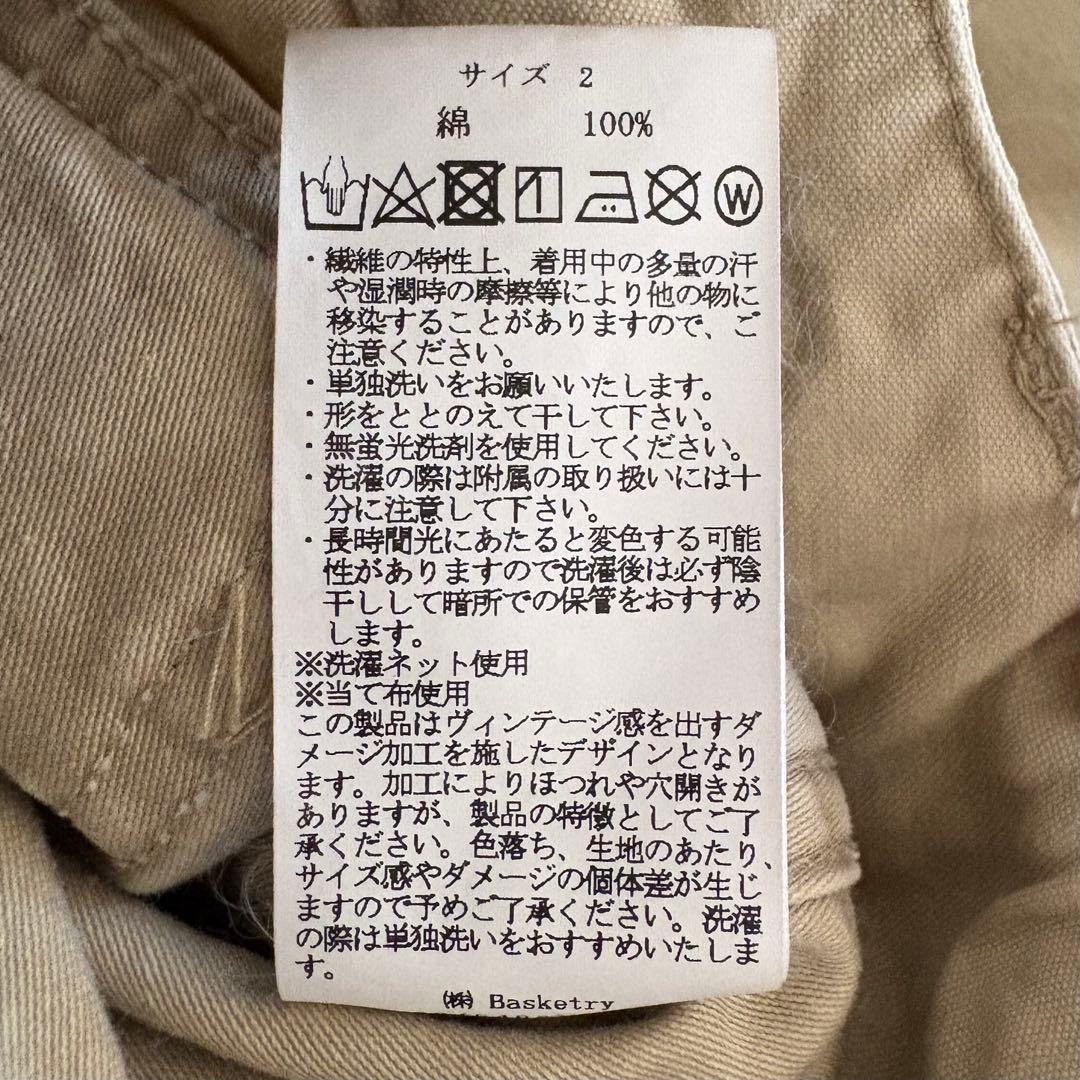 サイズ 2
綿 100%
W
・繊維の特性上、着用中の多量の汗
や湿潤時の摩擦等により他の物に
移染することがありますので、ご
注意ください。
・単独洗いをお願いいたします。
・形をととのえて干して下さい。
・無蛍光洗剤を使用してください。
・洗濯の際は附属の取り扱いには十
分に注意して下さい。
・長時間光にあたると変色する可能
性がありますので洗濯後は必ず陰
干しして暗所での保管をおすすめ
します。
※洗濯ネット使用
※当て布使用
この製品はヴィンテージ感を出すダ
メージ加工を施したデザインとなり
ます。加工によりほつれや穴開きが
ありますが、製品の特徴としてご了
承ください。色落ち、生地のあたり、
サイズ感やダメージの個体差が生じ
ますので予めご了承ください。洗濯
の際は単独洗いをおすすめいたしま
す。
㈱ Basketry